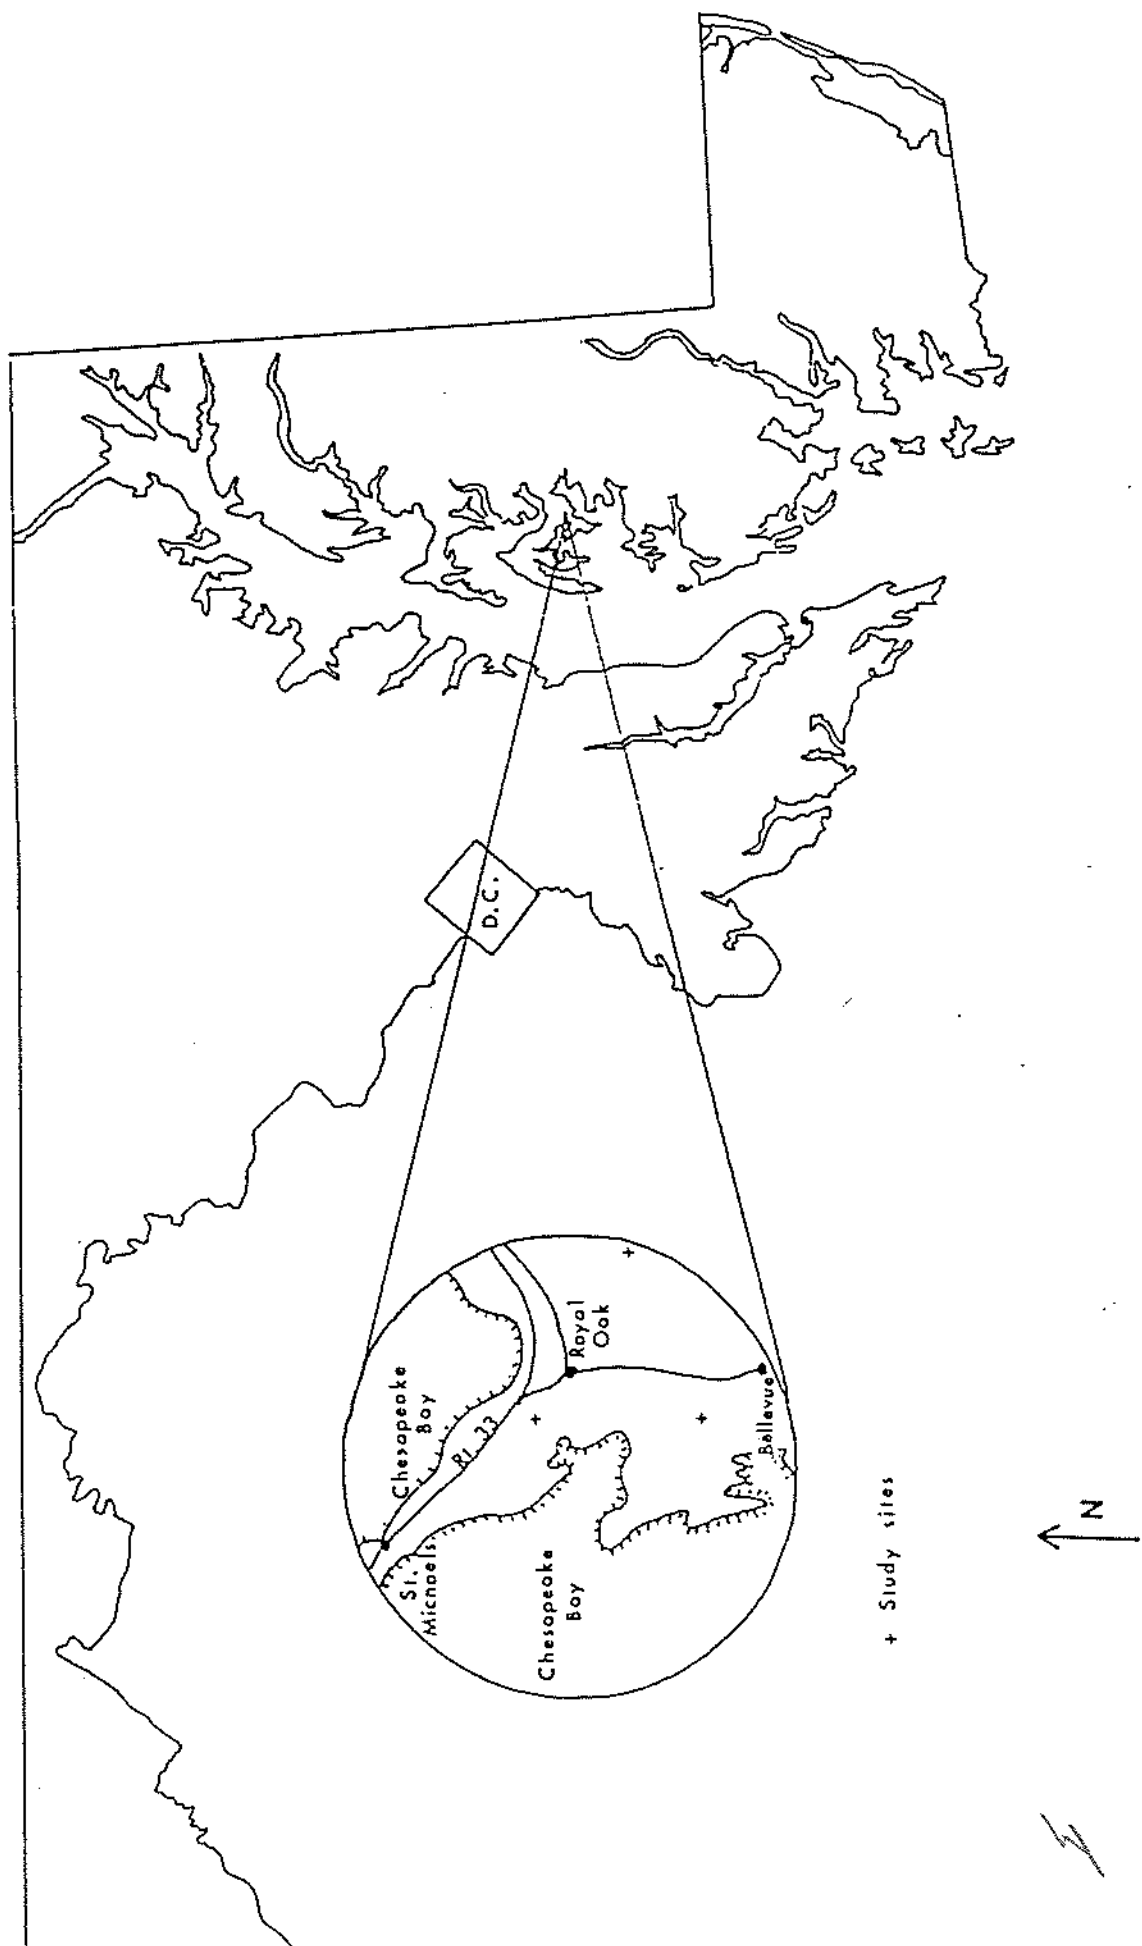 D.C.
Chesapeake
Bay
Rt. 33
St.
Michaels
Royal
Oak
Chesapeake
Bay
Bellevue
+ Study sites
N